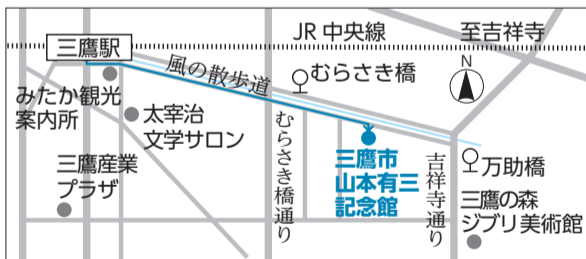 JR 中央線
至吉祥寺
三鷹駅
風の散歩道
むらさき橋
N
みたか観光
案内所
太宰治
文学サロン
むらさき橋通り
三鷹市
山本有三
記念館
吉祥寺通り
万助橋
三鷹産業
プラザ
三鷹の森
ジブリ美術館